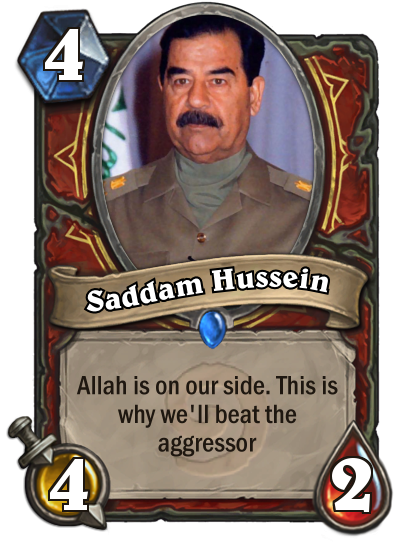 4
Saddam Hussein
Allah is on our side. This is
why we'll beat the
aggressor
4
2